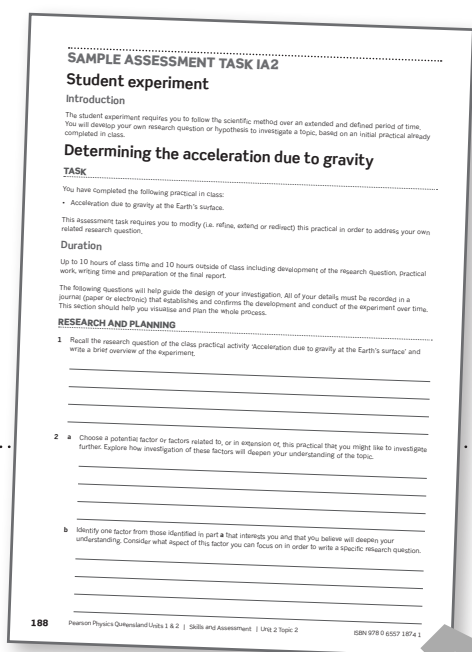 SAMPLE ASSESSMENT TASK IA2
Student experiment
Introduction
The student experiment requires you to follow the scientific method over an extended and defined period of time.
You will develop your own research question or hypothesis to investigate a topic, based on an initial practical already
completed in class.
Determining the acceleration due to gravity
TASK
You have completed the following practical in class:
• Acceleration due to gravity at the Earth's surface.
This assessment task requires you to modify (i.e. refine, extend or redirect) this practical in order to address your own
related research question.
Duration
Up to 10 hours of class time and 10 hours outside of class including development of the research question, practical
work, writing time and preparation of the final report.
The following questions will help guide the design of your investigation. All of your details must be recorded in a
journal (paper or electronic) that establishes and confirms the development and conduct of the experiment over time.
This section should help you visualise and plan the whole process.
RESEARCH AND PLANNING
1 Recall the research question of the class practical activity 'Acceleration due to gravity at the Earth's surface' and
write a brief overview of the experiment.
2 a Choose a potential factor or factors related to, or in extension of, this practical that you might like to investigate
further. Explore how investigation of these factors will deepen your understanding of the topic.
b Identify one factor from those identified in part a that interests you and that you believe will deepen your
understanding. Consider what aspect of this factor you can focus on in order to write a specific research question.
188 Pearson Physics Queensland Units 1 & 2 | Skills and Assessment | Unit 2 Topic 2 ISBN 978 0 6557 1874 1